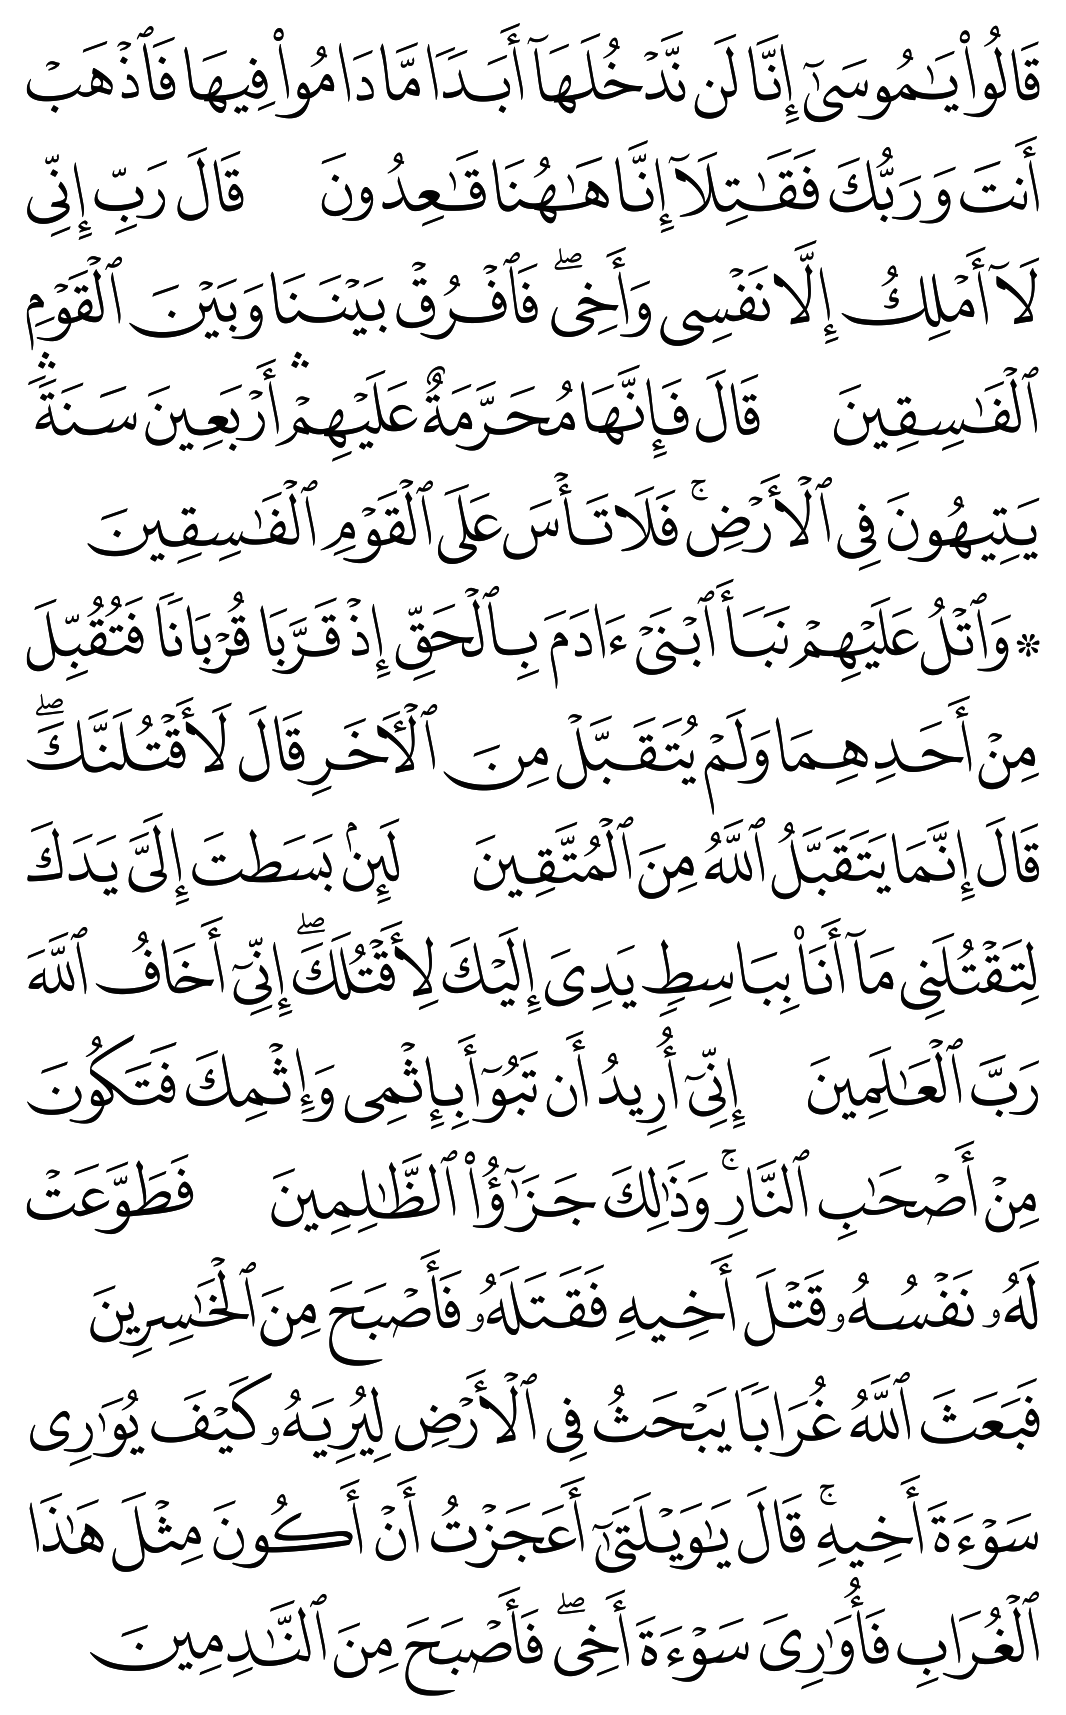 قَالُوا۟ يَـٰمُوسَىٰٓ إِنَّا لَن نَّدْخُلَهَآ أَبَدًۭا مَّا دَامُوا۟ فِيهَا فَٱذْهَبْ
أَنتَ وَرَبُّكَ فَقَـٰتِلَآ إِنَّا هَـٰهُنَا قَـٰعِدُونَ قَالَ رَبِّ إِنِّى
لَآ أَمْلِكُ إِلَّا نَفْسِى وَأَخِى ۖ فَٱفْرُقْ بَيْنَنَا وَبَيْنَ ٱلْقَوْمِ
ٱلْفَـٰسِقِينَ قَالَ فَإِنَّهَا مُحَرَّمَةٌ عَلَيْهِمْ ۛ أَرْبَعِينَ سَنَةًۭ ۛ
يَتِيهُونَ فِى ٱلْأَرْضِ ۚ فَلَا تَأْسَ عَلَى ٱلْقَوْمِ ٱلْفَـٰسِقِينَ
* وَٱتْلُ عَلَيْهِمْ نَبَأَ ٱبْنَىْ ءَادَمَ بِٱلْحَقِّ إِذْ قَرَّبَا قُرْبَانًۭا فَتُقُبِّلَ
مِنْ أَحَدِهِمَا وَلَمْ يُتَقَبَّلْ مِنَ ٱلْـَٔاخَرِ قَالَ لَأَقْتُلَنَّكَ ۖ
قَالَ إِنَّمَا يَتَقَبَّلُ ٱللَّهُ مِنَ ٱلْمُتَّقِينَ لَئِنۢ بَسَطتَ إِلَىَّ يَدَكَ
لِتَقْتُلَنِى مَآ أَنَا۠ بِبَاسِطٍۢ يَدِىَ إِلَيْكَ لِأَقْتُلَكَ ۖ إِنِّىٓ أَخَافُ ٱللَّهَ
رَبَّ ٱلْعَـٰلَمِينَ إِنِّىٓ أُرِيدُ أَن تَبُوٓأَ بِإِثْمِى وَإِثْمِكَ فَتَكُونَ
مِنْ أَصْحَـٰبِ ٱلنَّارِ ۚ وَذَٰلِكَ جَزَٰٓؤُا۟ ٱلظَّـٰلِمِينَ فَطَوَّعَتْ
لَهُۥ نَفْسُهُۥ قَتْلَ أَخِيهِ فَقَتَلَهُۥ فَأَصْبَحَ مِنَ ٱلْخَـٰسِرِينَ
فَبَعَثَ ٱللَّهُ غُرَابًۭا يَبْحَثُ فِى ٱلْأَرْضِ لِيُرِيَهُۥ كَيْفَ يُوَٰرِى
سَوْءَةَ أَخِيهِ ۚ قَالَ يَـٰوَيْلَتَىٰٓ أَعَجَزْتُ أَنْ أَكُونَ مِثْلَ هَـٰذَا
ٱلْغُرَابِ فَأُوَٰرِىَ سَوْءَةَ أَخِى ۖ فَأَصْبَحَ مِنَ ٱلنَّـٰدِمِينَ